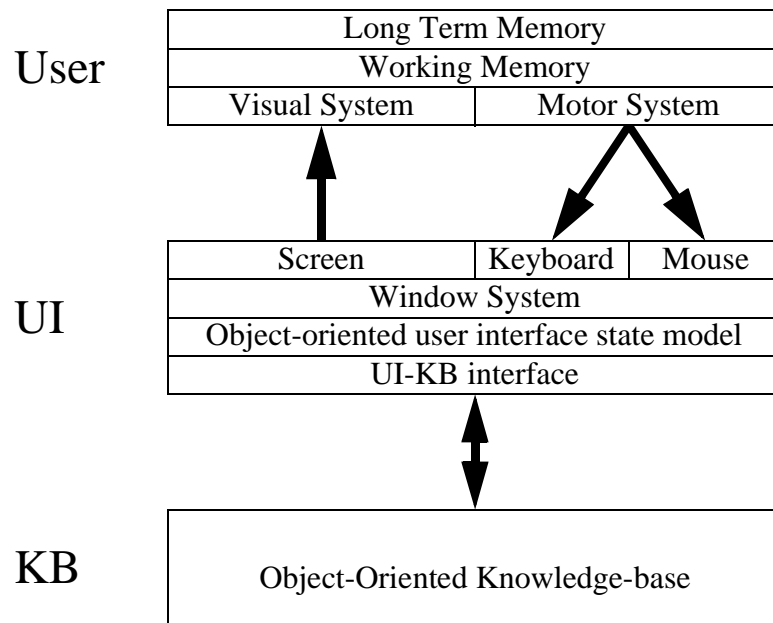 Long Term Memory
User
Working Memory
Visual System
Motor System
Screen
Keyboard
Mouse
Window System
UI
Object-oriented user interface state model
UI-KB interface
KB
Object-Oriented Knowledge-base